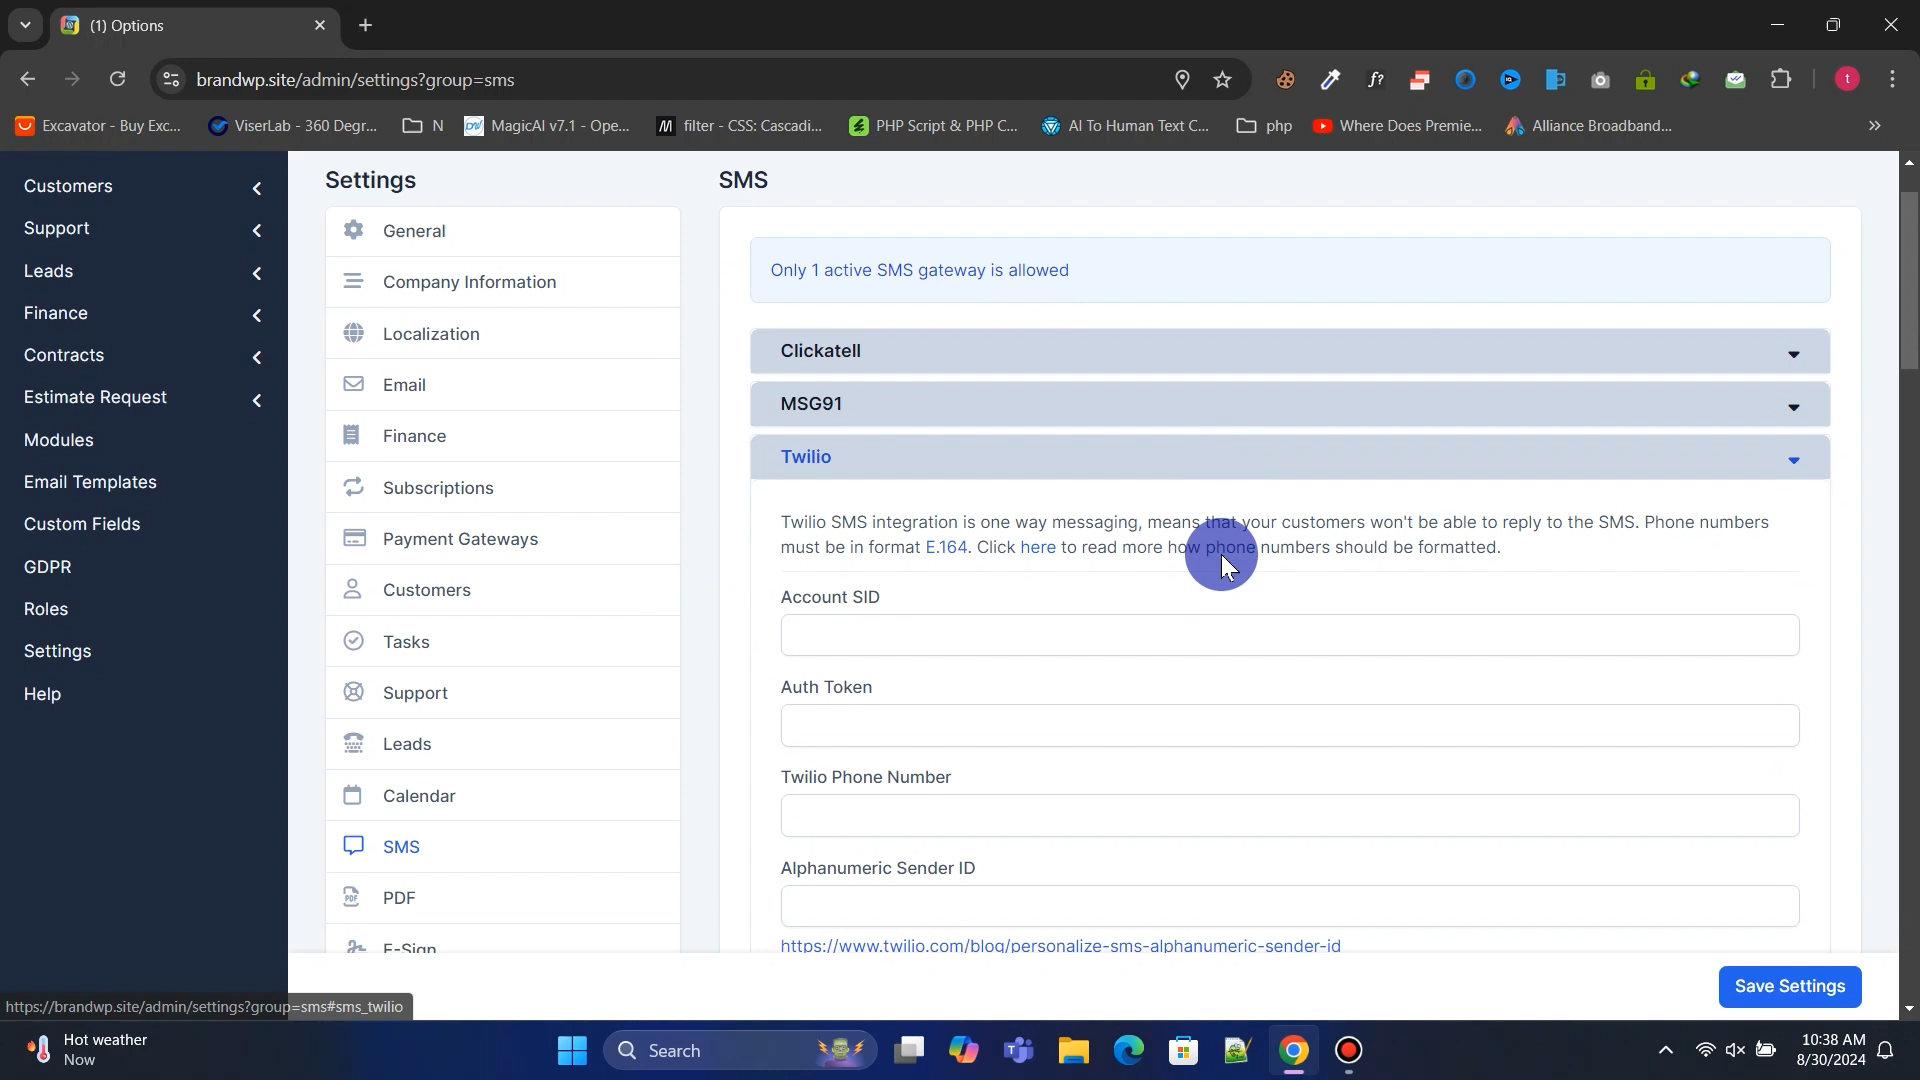 (1) Options
brandwp.site/admin/settings?group=sms
f?
t
Excavator - Buy Exc...
ViserLab - 360 Degr...
N
MagicAI v7.1 - Ope...
filter - CSS: Cascadi...
PHP Script & PHP C...
AI To Human Text C...
php
Where Does Premie...
Alliance Broadband...
Customers
Support
Leads
Finance
Contracts
Estimate Request
Modules
Email Templates
Custom Fields
GDPR
Roles
Settings
Help
Settings
General
Company Information
Localization
Email
Finance
Subscriptions
Payment Gateways
Customers
Tasks
Support
Leads
Calendar
SMS
PDF
E-Sign
SMS
Only 1 active SMS gateway is allowed
Clickatell
MSG91
Twilio
Twilio SMS integration is one way messaging, means that your customers won't be able to reply to the SMS. Phone numbers
must be in format E.164. Click here to read more how phone numbers should be formatted.
Account SID
Auth Token
Twilio Phone Number
Alphanumeric Sender ID
https://www.twilio.com/blog/personalize-sms-alphanumeric-sender-id
Save Settings
https://brandwp.site/admin/settings?group=sms#sms_twilio
Hot weather
Now
Search
10:38 AM
8/30/2024